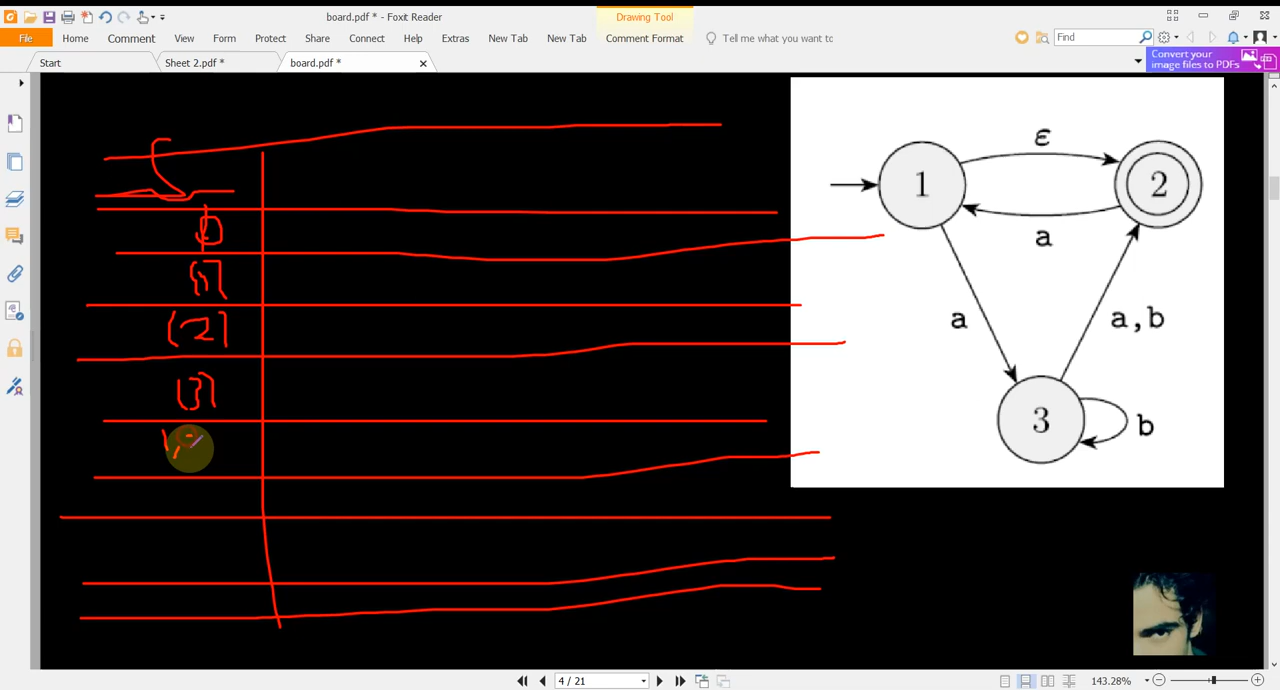 board.pdf * - Foxit Reader
Drawing Tool
File Home Comment View Form Protect Share Connect Help Extras New Tab New Tab Comment Format Tell me what you want to Find
Start Sheet 2.pdf * board.pdf *
Convert your
image files to PDFs
ε
1 2
a
a a,b
3 b
{2}
{3}
4 / 21 143.28%